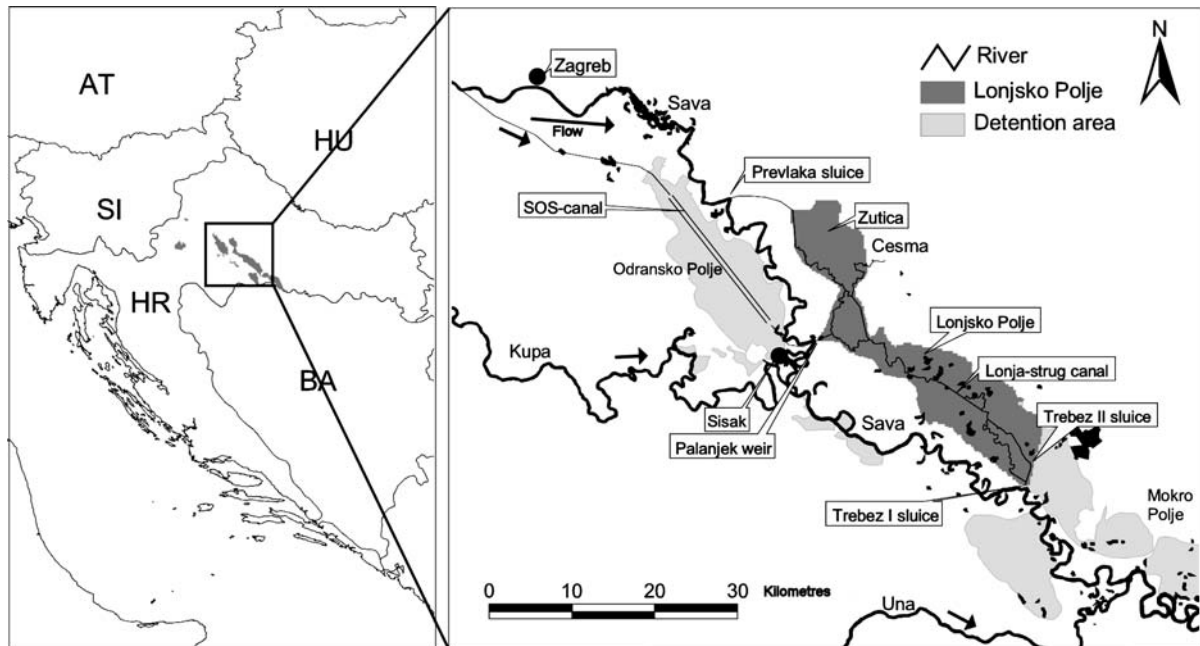 AT
HU
SI
HR
BA
N
River
Lonjsko Polje
Detention area
Zagreb
Sava
Flow
Prevlaka sluice
SOS-canal
Zutica
Cesma
Odransko Polje
Lonjsko Polje
Kupa
Lonja-strug canal
Sisak
Sava
Trebez II sluice
Palanjek weir
Trebez I sluice
Mokro
Polje
0 10 20 30 Kilometres
Una